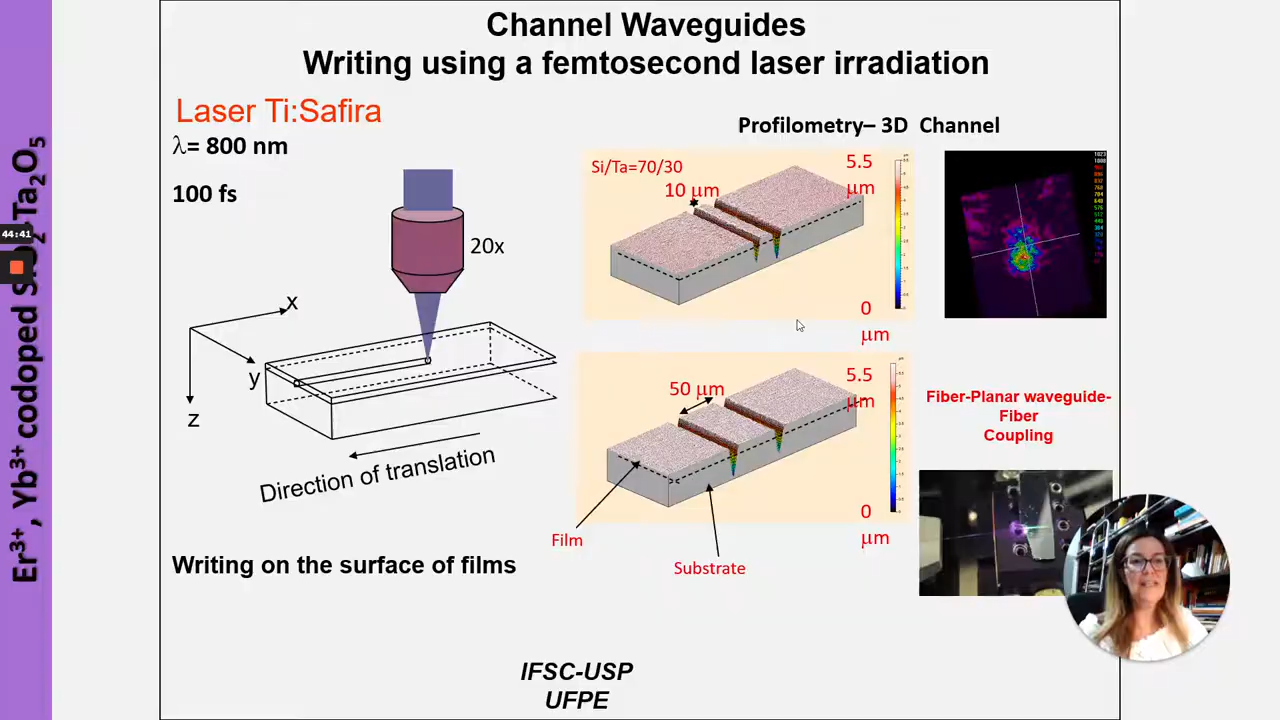 Channel Waveguides
Writing using a femtosecond laser irradiation
Laser Ti:Safira
λ= 800 nm
100 fs
20x
x
y
z
Direction of translation
Writing on the surface of films
Profilometry– 3D Channel
Si/Ta=70/30
10 μm
5.5
μm
0
μm
50 μm
5.5
μm
0
μm
Film
Substrate
Fiber-Planar waveguide-
Fiber
Coupling
IFSC-USP
UFPE
44:41